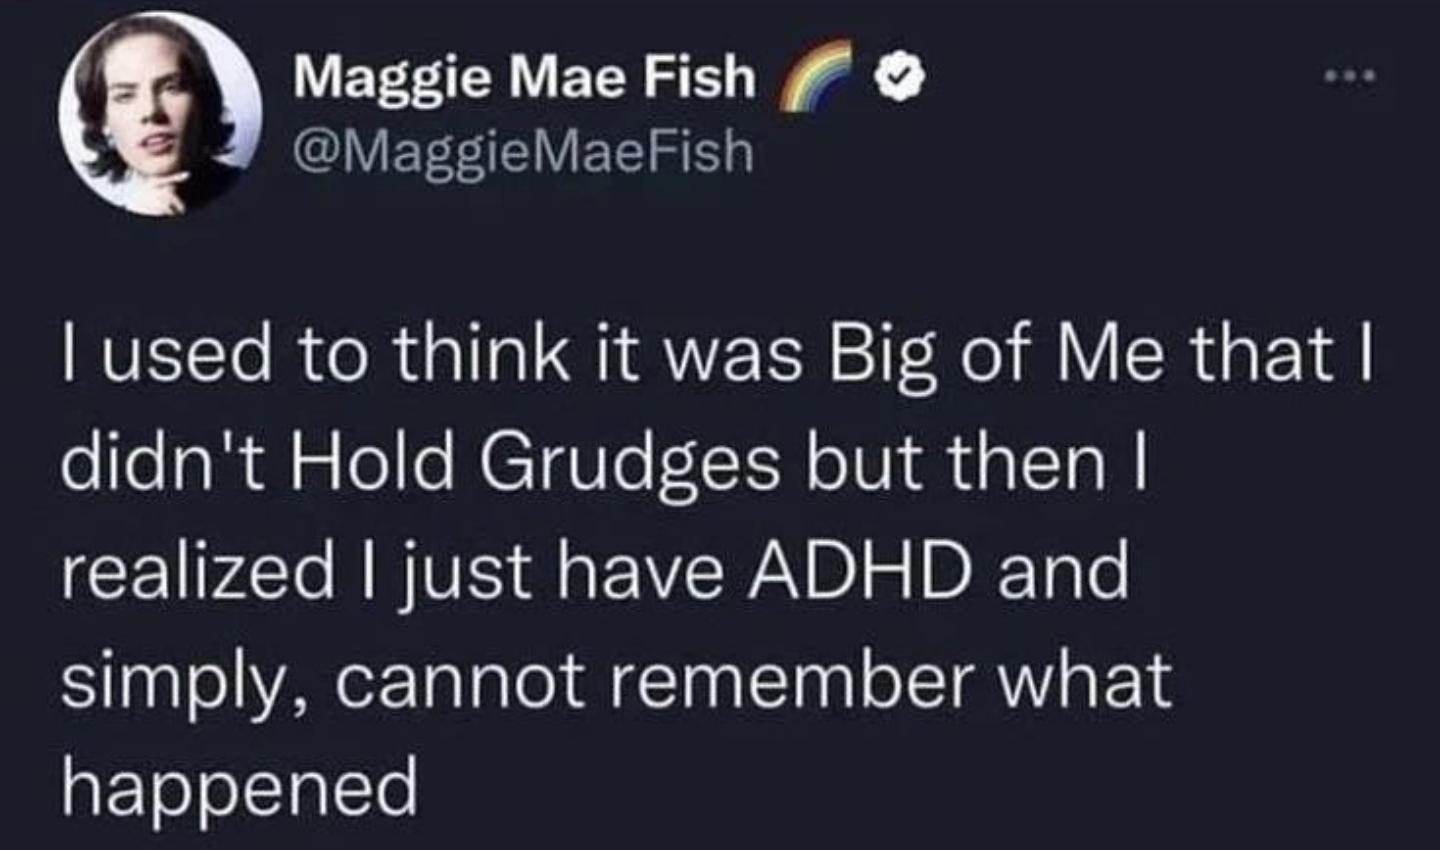 Maggie Mae Fish 🌈
@MaggieMaeFish
I used to think it was Big of Me that I
didn't Hold Grudges but then I
realized I just have ADHD and
simply, cannot remember what
happened